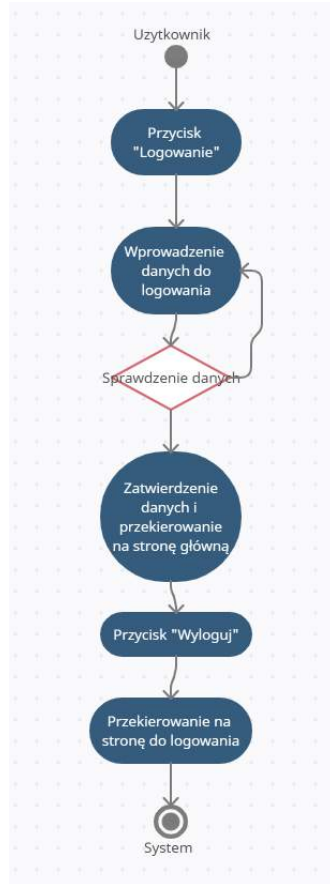 Uzytkownik
Przycisk
"Logowanie"
Wprowadzenie
danych do
logowania
Sprawdzenie danych
Zatwierdzenie
danych i
przekierowanie
na stronę główną
Przycisk "Wyloguj"
Przekierowanie na
stronę do logowania
System